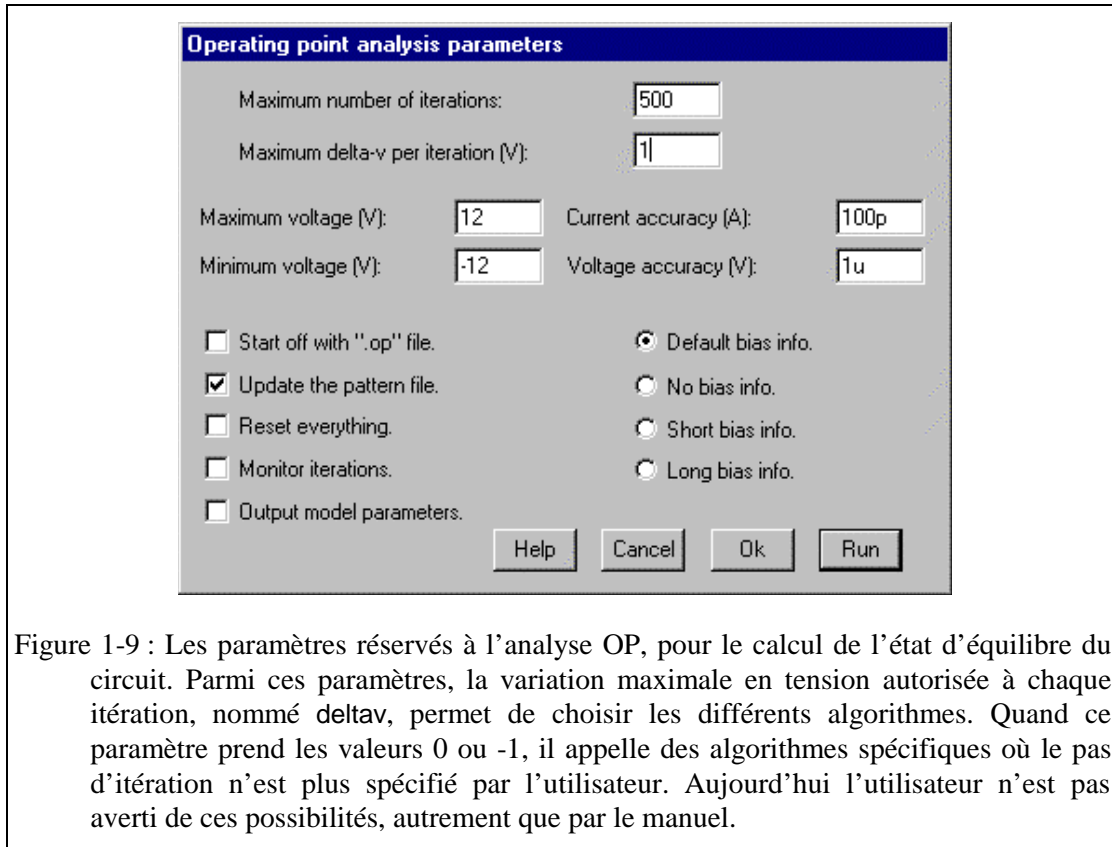 Operating point analysis parameters
Maximum number of iterations: 500
Maximum delta-v per iteration (V): 1
Maximum voltage (V): 12 Current accuracy (A): 100p
Minimum voltage (V): -12 Voltage accuracy (V): 1u
Start off with ".op" file. Default bias info.
Update the pattern file. No bias info.
Reset everything. Short bias info.
Monitor iterations. Long bias info.
Output model parameters.
Help Cancel Ok Run
Figure 1-9 : Les paramètres réservés à l’analyse OP, pour le calcul de l’état d’équilibre du
circuit. Parmi ces paramètres, la variation maximale en tension autorisée à chaque
itération, nommé deltav, permet de choisir les différents algorithmes. Quand ce
paramètre prend les valeurs 0 ou -1, il appelle des algorithmes spécifiques où le pas
d’itération n’est plus spécifié par l’utilisateur. Aujourd’hui l’utilisateur n’est pas
averti de ces possibilités, autrement que par le manuel.